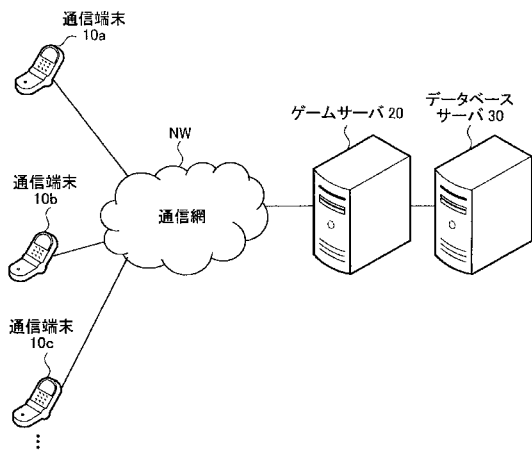 通信端末
10a
NW
通信網
ゲームサーバ 20
データベース
サーバ 30
通信端末
10b
通信端末
10c
⋮